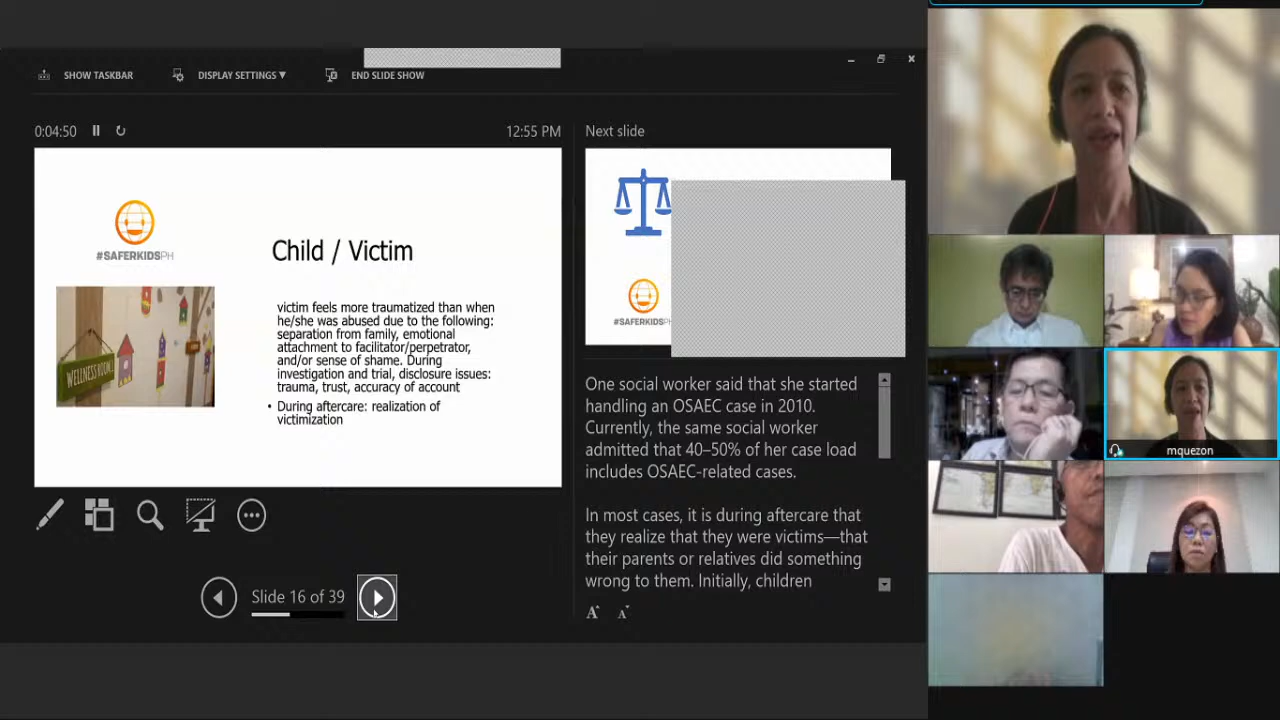 SHOW TASKBAR
DISPLAY SETTINGS ▼
END SLIDE SHOW
0:04:50
12:55 PM
Next slide
#SAFERKIDSPH
Child / Victim
WELLNESS ROOM
victim feels more traumatized than when
he/she was abused due to the following:
separation from family, emotional
attachment to facilitator/perpetrator,
and/or sense of shame. During
investigation and trial, disclosure issues:
trauma, trust, accuracy of account
• During aftercare: realization of
victimization
#SAFERKIDSPH
One social worker said that she started
handling an OSAEC case in 2010.
Currently, the same social worker
admitted that 40–50% of her case load
includes OSAEC-related cases.
In most cases, it is during aftercare that
they realize that they were victims—that
their parents or relatives did something
wrong to them. Initially, children
Slide 16 of 39
A A
mquezon